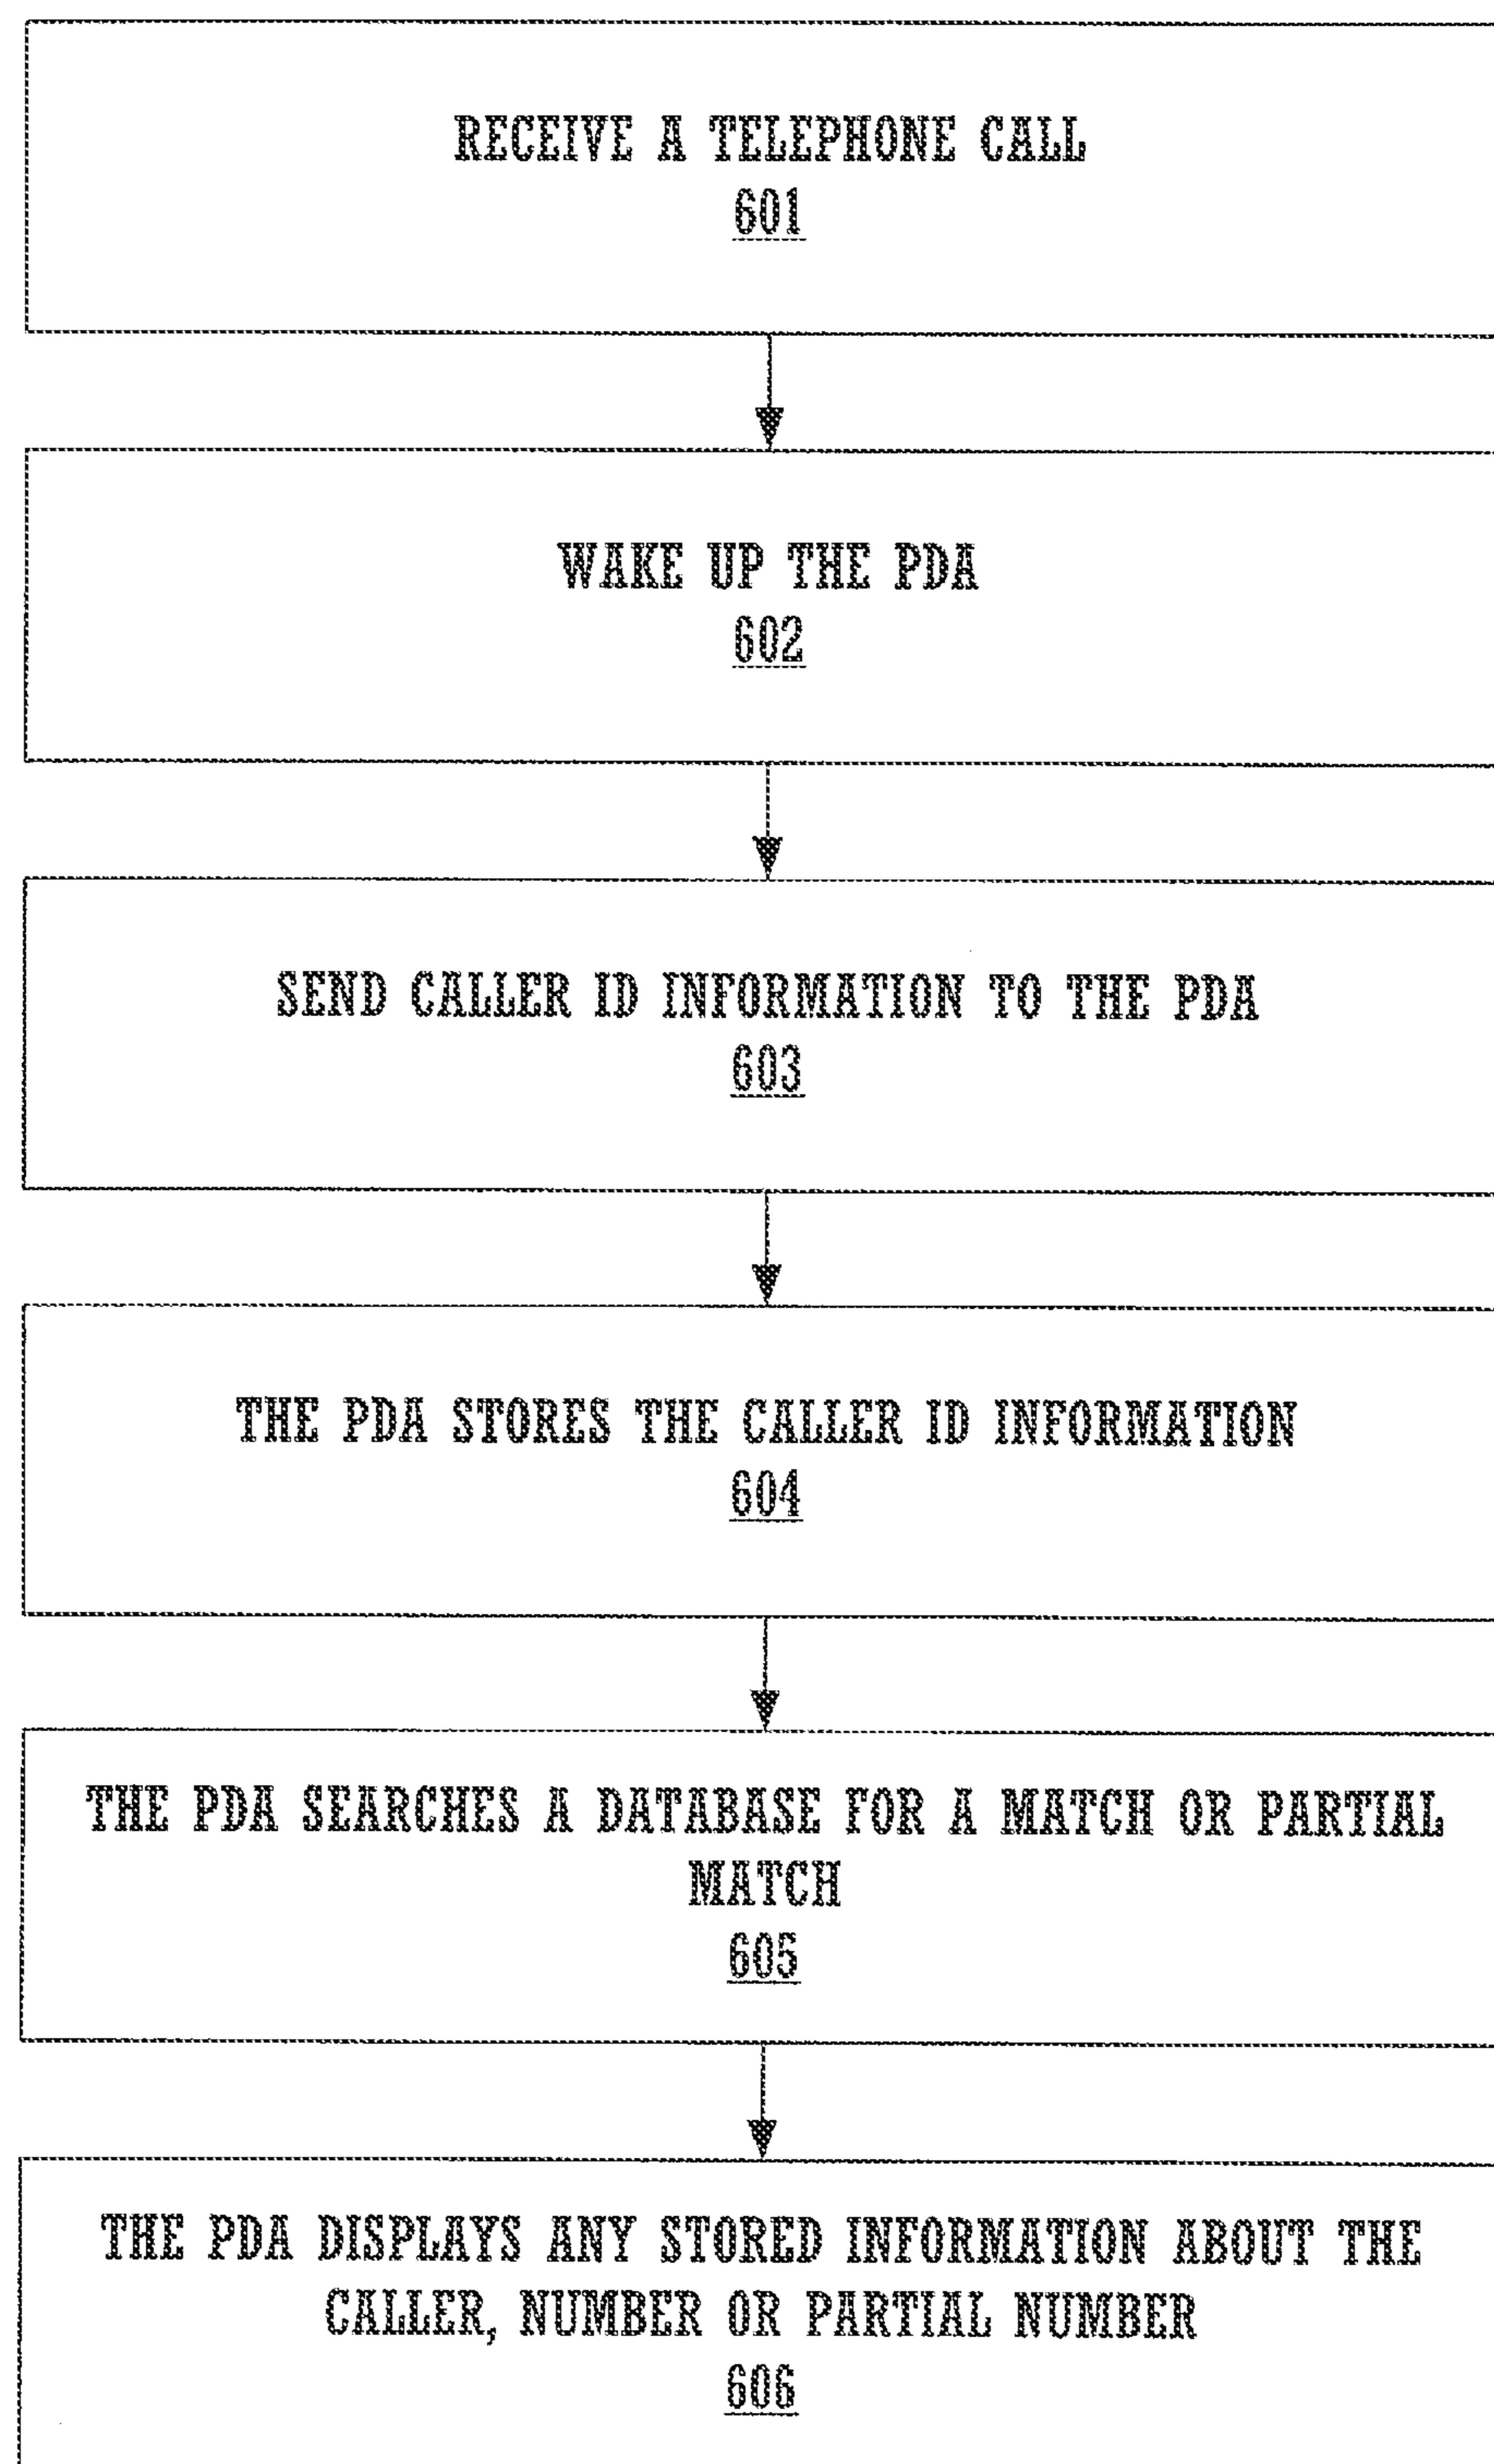 RECEIVE A TELEPHONE CALL
601
WAKE UP THE PDA
602
SEND CALLER ID INFORMATION TO THE PDA
603
THE PDA STORES THE CALLER ID INFORMATION
604
THE PDA SEARCHES A DATABASE FOR A MATCH OR PARTIAL
MATCH
605
THE PDA DISPLAYS ANY STORED INFORMATION ABOUT THE
CALLER, NUMBER OR PARTIAL NUMBER
606